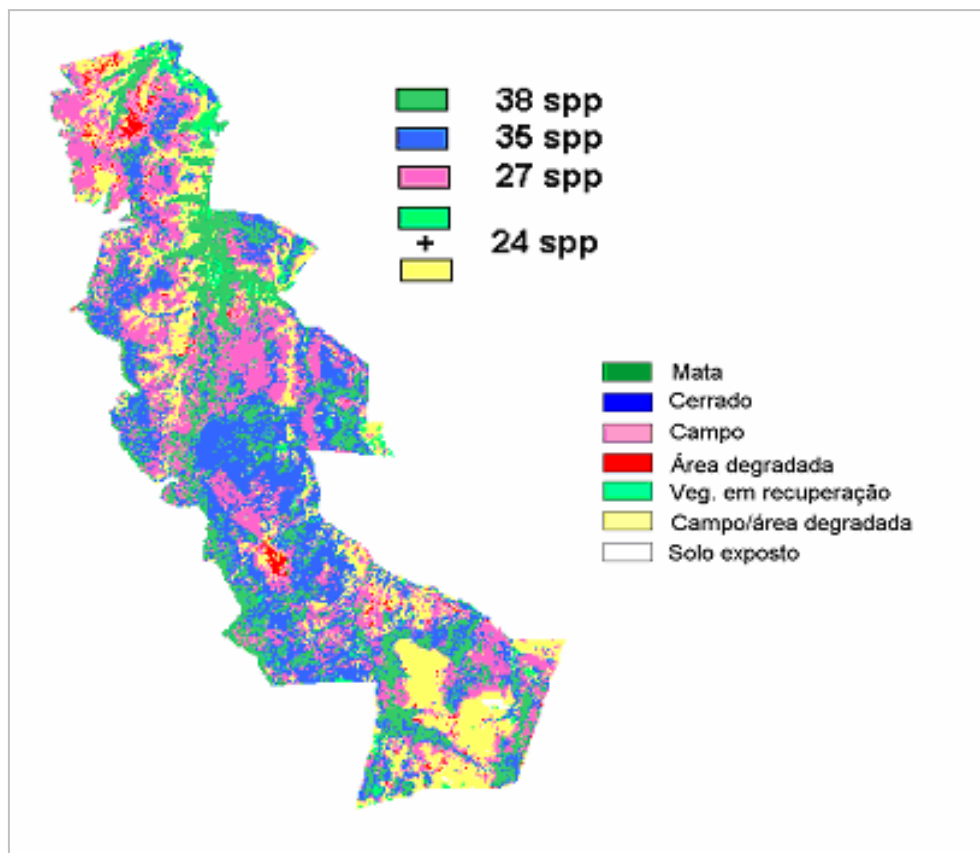 38 spp
35 spp
27 spp
+
24 spp
Mata
Cerrado
Campo
Área degradada
Veg. em recuperação
Campo/área degradada
Solo exposto